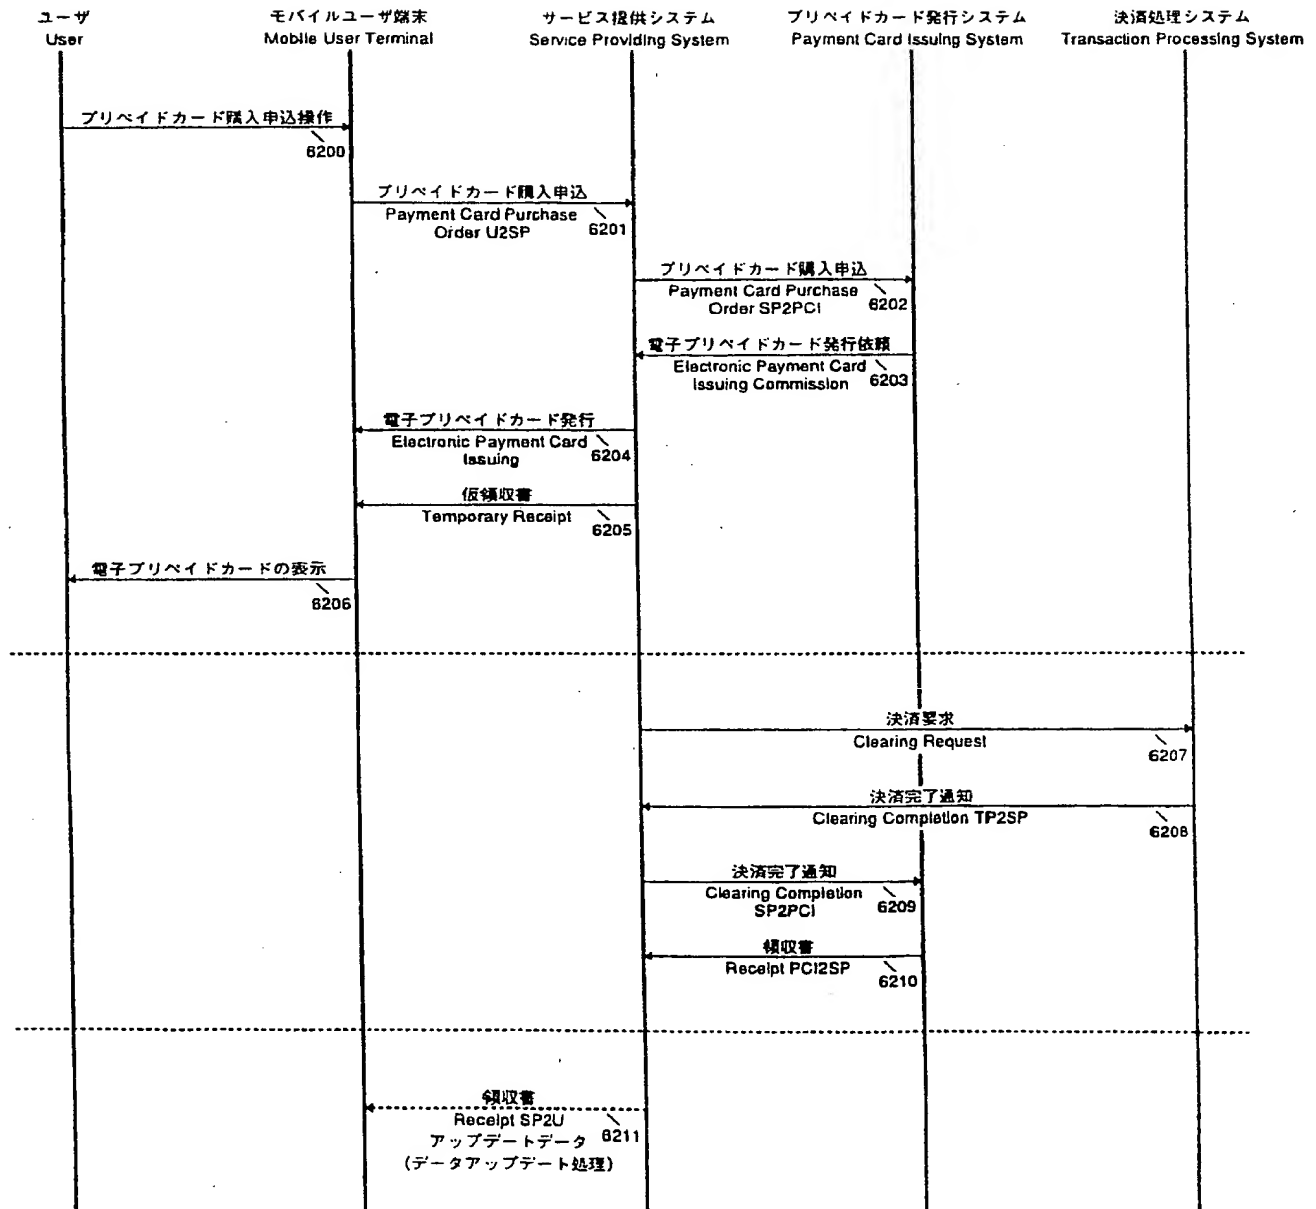 ユーザ
User
モバイルユーザ端末
Mobile User Terminal
サービス提供システム
Service Providing System
プリペイドカード発行システム
Payment Card Issuing System
決済処理システム
Transaction Processing System
プリペイドカード購入申込操作
6200
プリペイドカード購入申込
Payment Card Purchase
Order U2SP
6201
プリペイドカード購入申込
Payment Card Purchase
Order SP2PCI
6202
電子プリペイドカード発行依頼
Electronic Payment Card
Issuing Commission
6203
電子プリペイドカード発行
Electronic Payment Card
Issuing
6204
仮領収書
Temporary Receipt
6205
電子プリペイドカードの表示
6206
決済要求
Clearing Request
6207
決済完了通知
Clearing Completion TP2SP
6208
決済完了通知
Clearing Completion
SP2PCI
6209
領収書
Receipt PCI2SP
6210
領収書
Receipt SP2U
6211
アップデートデータ
(データアップデート処理)